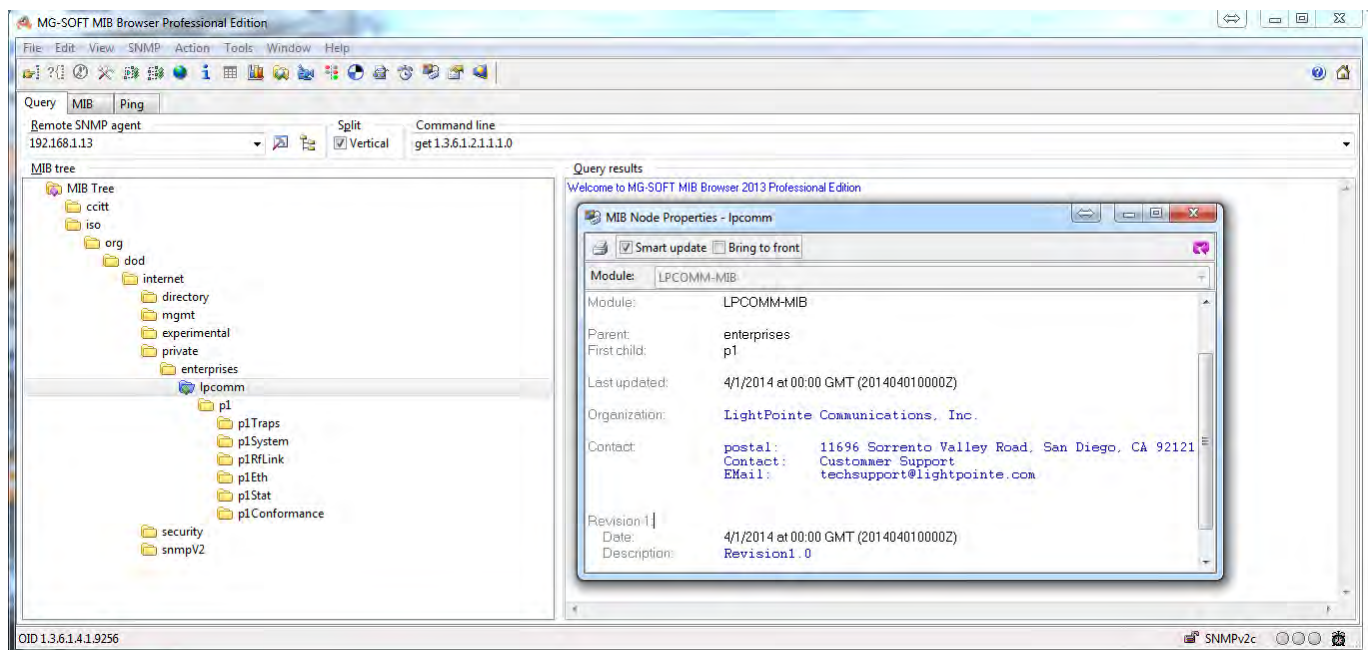 MG-SOFT MIB Browser Professional Edition
File Edit View SNMP Action Tools Window Help
Query MIB Ping
Remote SNMP agent Split Command line
192.168.1.13 Vertical get 1.3.6.1.2.1.1.1.0
MIB tree
MIB Tree
ccitt
iso
org
dod
internet
directory
mgmt
experimental
private
enterprises
lpcomm
p1
p1Traps
p1System
p1RfLink
p1Eth
p1Stat
p1Conformance
security
snmpV2
Query results
Welcome to MG-SOFT MIB Browser 2013 Professional Edition
MIB Node Properties - lpcomm
Smart update Bring to front
Module: LPCOMM-MIB
Module: LPCOMM-MIB
Parent: enterprises
First child: p1
Last updated: 4/1/2014 at 00:00 GMT (201404010000Z)
Organization: LightPointe Communications, Inc.
Contact: postal: 11696 Sorrento Valley Road, San Diego, CA 92121
Contact: Custommer Support
EMail: techsupport@lightpointe.com
Revision 1:
Date: 4/1/2014 at 00:00 GMT (201404010000Z)
Description: Revision1.0
OID 1.3.6.1.4.1.9256 SNMPv2c